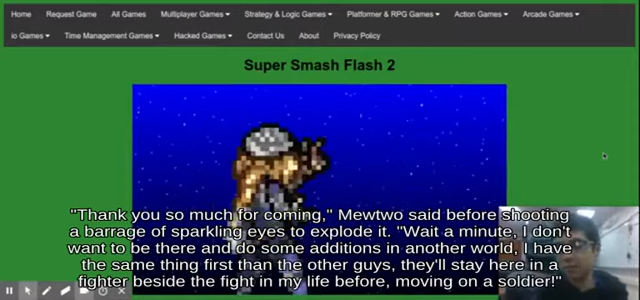 Home Request Game All Games Multiplayer Games Strategy & Logic Games Platformer & RPG Games Action Games Arcade Games
io Games Time Management Games Hacked Games Contact Us About Privacy Policy
Super Smash Flash 2
"Thank you so much for coming," Mewtwo said before shooting
a barrage of sparkling eyes to explode it. "Wait a minute, I don't
want to be there and do some additions in another world, I have
the same thing first than the other guys, they'll stay here in a
fighter beside the fight in my life before, moving on a soldier!"